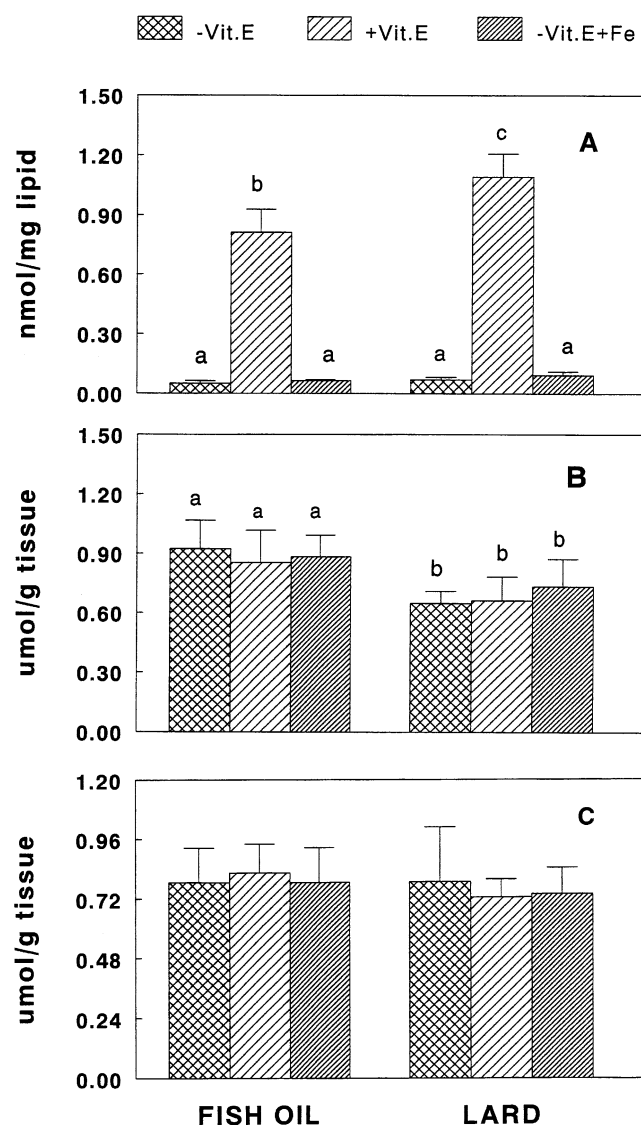 -Vit.E +Vit.E -Vit.E+Fe
A
nmol/mg lipid
1.50
1.20
0.90
0.60
0.30
0.00
a b a a c a
B
umol/g tissue
1.50
1.20
0.90
0.60
0.30
0.00
a a a b b b
C
umol/g tissue
1.20
0.96
0.72
0.48
0.24
0.00
FISH OIL LARD